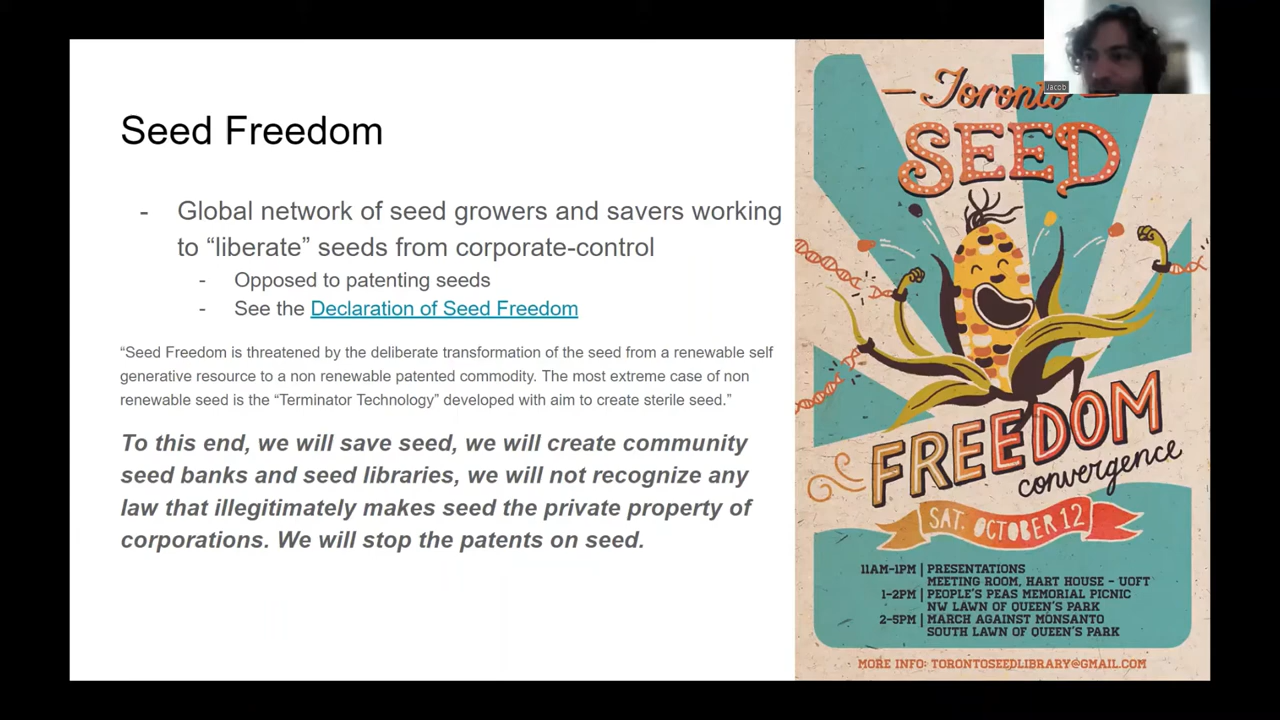 Seed Freedom
- Global network of seed growers and savers working
to “liberate” seeds from corporate-control
- Opposed to patenting seeds
- See the Declaration of Seed Freedom
“Seed Freedom is threatened by the deliberate transformation of the seed from a renewable self
generative resource to a non renewable patented commodity. The most extreme case of non
renewable seed is the “Terminator Technology” developed with aim to create sterile seed.”
To this end, we will save seed, we will create community
seed banks and seed libraries, we will not recognize any
law that illegitimately makes seed the private property of
corporations. We will stop the patents on seed.
Jacob
Toronto
SEED
FREEDOM
convergence
SAT. OCTOBER 12
11AM-1PM | PRESENTATIONS
MEETING ROOM, HART HOUSE - UOFT
1-2PM | PEOPLE'S PEAS MEMORIAL PICNIC
NW LAWN OF QUEEN'S PARK
2-5PM | MARCH AGAINST MONSANTO
SOUTH LAWN OF QUEEN'S PARK
MORE INFO: TORONTOSEEDLIBRARY@GMAIL.COM